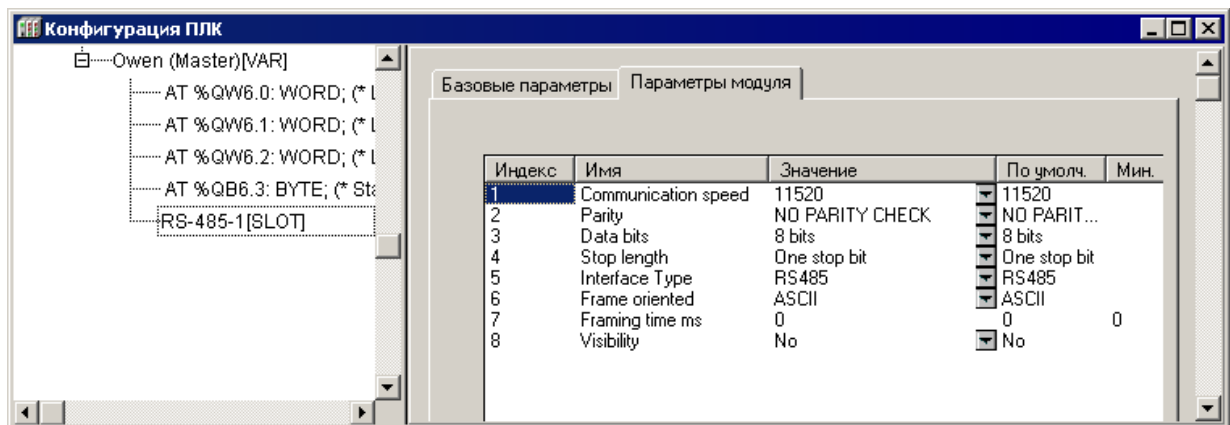 Конфигурация ПЛК
Owen (Master)[VAR]
AT %QW6.0: WORD; (* L
AT %QW6.1: WORD; (* L
AT %QW6.2: WORD; (* L
AT %QB6.3: BYTE; (* Sta
RS-485-1[SLOT]
Базовые параметры Параметры модуля
Индекс Имя Значение По умолч. Мин.
1 Communication speed 11520 11520
2 Parity NO PARITY CHECK NO PARIT...
3 Data bits 8 bits 8 bits
4 Stop length One stop bit One stop bit
5 Interface Type RS485 RS485
6 Frame oriented ASCII ASCII
7 Framing time ms 0 0 0
8 Visibility No No